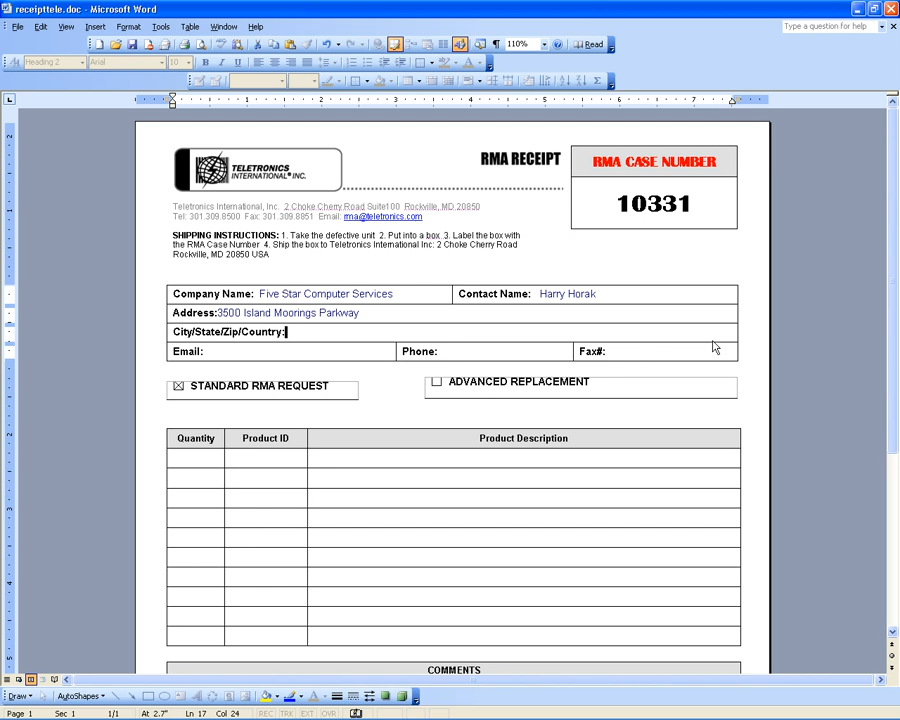 receipttele.doc - Microsoft Word
File Edit View Insert Format Tools Table Window Help
Type a question for help
110%
Read
Heading 2 Arial 10 B I U
1 2 3 4 5 6 7
TELETRONICS
INTERNATIONAL® INC.
RMA RECEIPT
RMA CASE NUMBER
10331
Teletronics International, Inc. 2 Choke Cherry Road Suite100 Rockville, MD 20850
Tel: 301.309.8500 Fax: 301.309.8851 Email: rma@teletronics.com
SHIPPING INSTRUCTIONS: 1. Take the defective unit 2. Put into a box .3. Label the box with
the RMA Case Number 4. Ship the box to Teletronics International Inc: 2 Choke Cherry Road
Rockville, MD 20850 USA
Company Name: Five Star Computer Services Contact Name: Harry Horak
Address:3500 Island Moorings Parkway
City/State/Zip/Country:
Email: Phone: Fax#:
☒ STANDARD RMA REQUEST ☐ ADVANCED REPLACEMENT
Quantity Product ID Product Description
COMMENTS
Draw AutoShapes
Page 1 Sec 1 1/1 At 2.7" Ln 17 Col 24 REC TRK EXT OVR